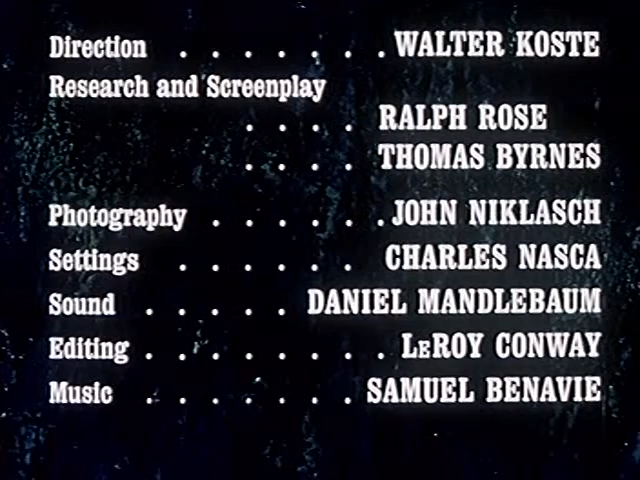 Direction . . . . . . . WALTER KOSTE
Research and Screenplay
. . . . RALPH ROSE
. . . . THOMAS BYRNES
Photography . . . . . . JOHN NIKLASCH
Settings . . . . . . CHARLES NASCA
Sound . . . . . DANIEL MANDLEBAUM
Editing . . . . . . . . LeROY CONWAY
Music . . . . . . . SAMUEL BENAVIE